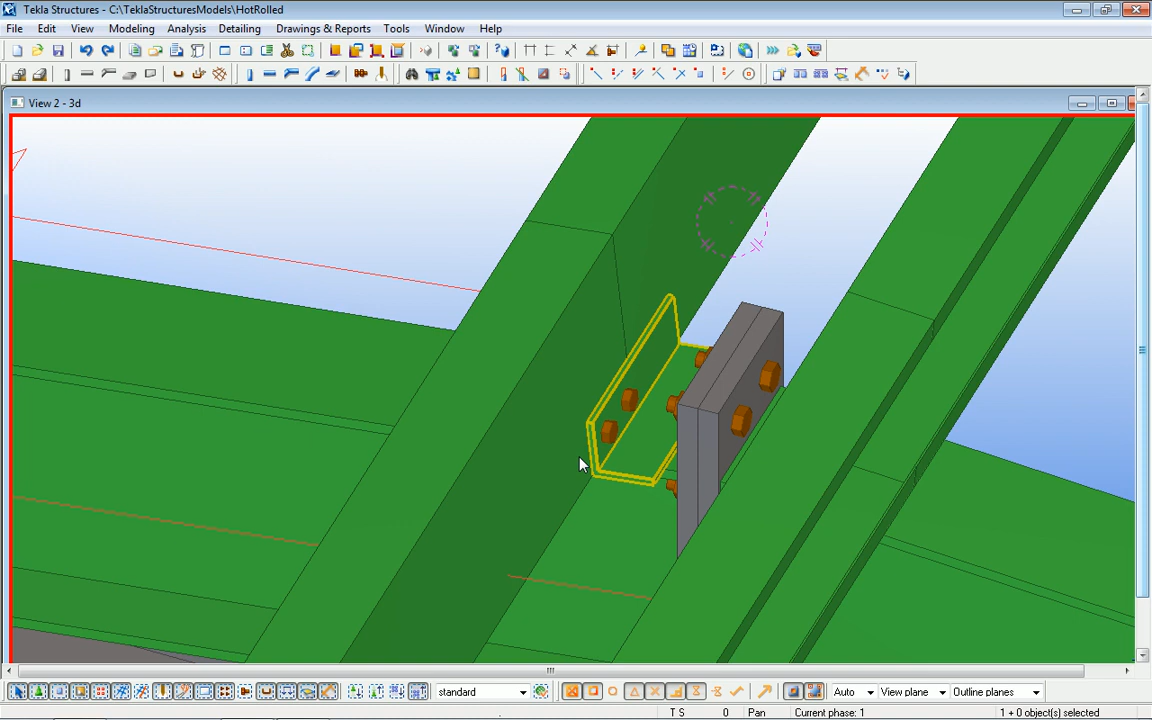 Tekla Structures - C:\TeklaStructuresModels\HotRolled
File Edit View Modeling Analysis Detailing Drawings & Reports Tools Window Help
View 2 - 3d
standard Auto View plane Outline planes
T S 0 Pan Current phase: 1 1 + 0 object(s) selected